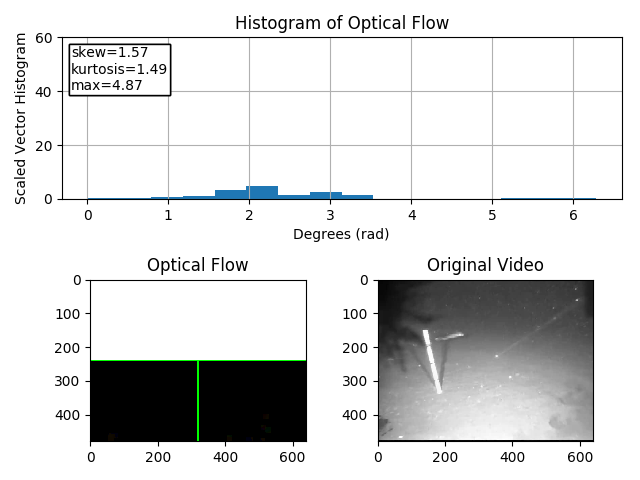 Histogram of Optical Flow
Scaled Vector Histogram
60
40
20
0
skew=1.57
kurtosis=1.49
max=4.87
0 1 2 3 4 5 6
Degrees (rad)
Optical Flow
0
100
200
300
400
0 200 400 600
Original Video
0
100
200
300
400
0 200 400 600